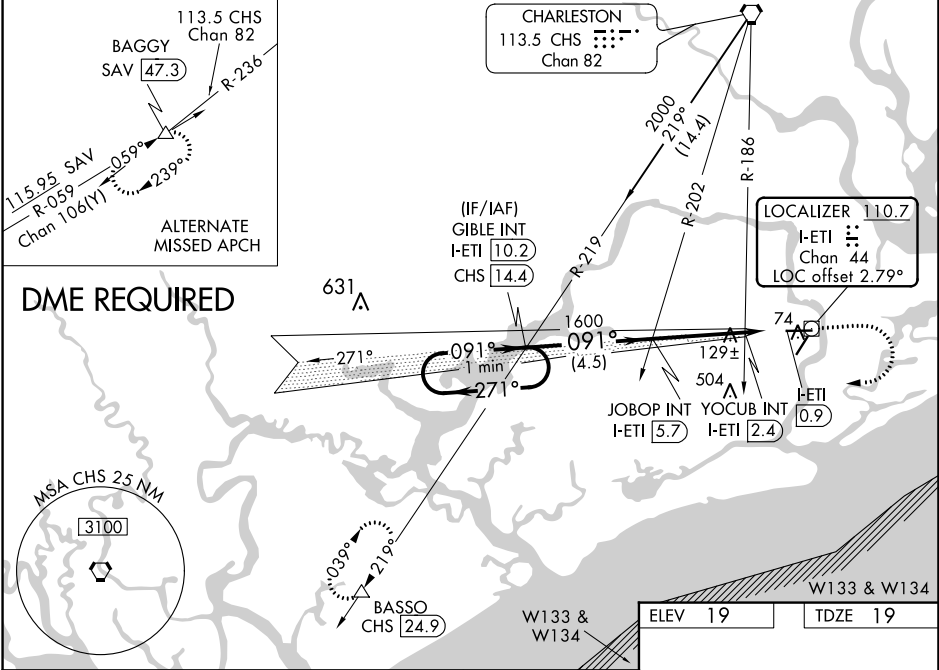 113.5 CHS
Chan 82
BAGGY
SAV 47.3
R-236
115.95 SAV
R-059
Chan 106(Y)
059°
239°
ALTERNATE
MISSED APCH
CHARLESTON
113.5 CHS
Chan 82
2000
219°
(14.4)
R-219
R-202
R-186
DME REQUIRED
631
(IF/IAF)
GIBLE INT
I-ETI 10.2
CHS 14.4
LOCALIZER 110.7
I-ETI
Chan 44
LOC offset 2.79°
271°
091°
1 min
271°
1600
091°
(4.5)
129±
74
504
JOBOP INT
I-ETI 5.7
YOCUB INT
I-ETI 2.4
I-ETI
0.9
MSA CHS 25 NM
3100
039°
219°
BASSO
CHS 24.9
W133 &
W134
W133 & W134
ELEV 19
TDZE 19